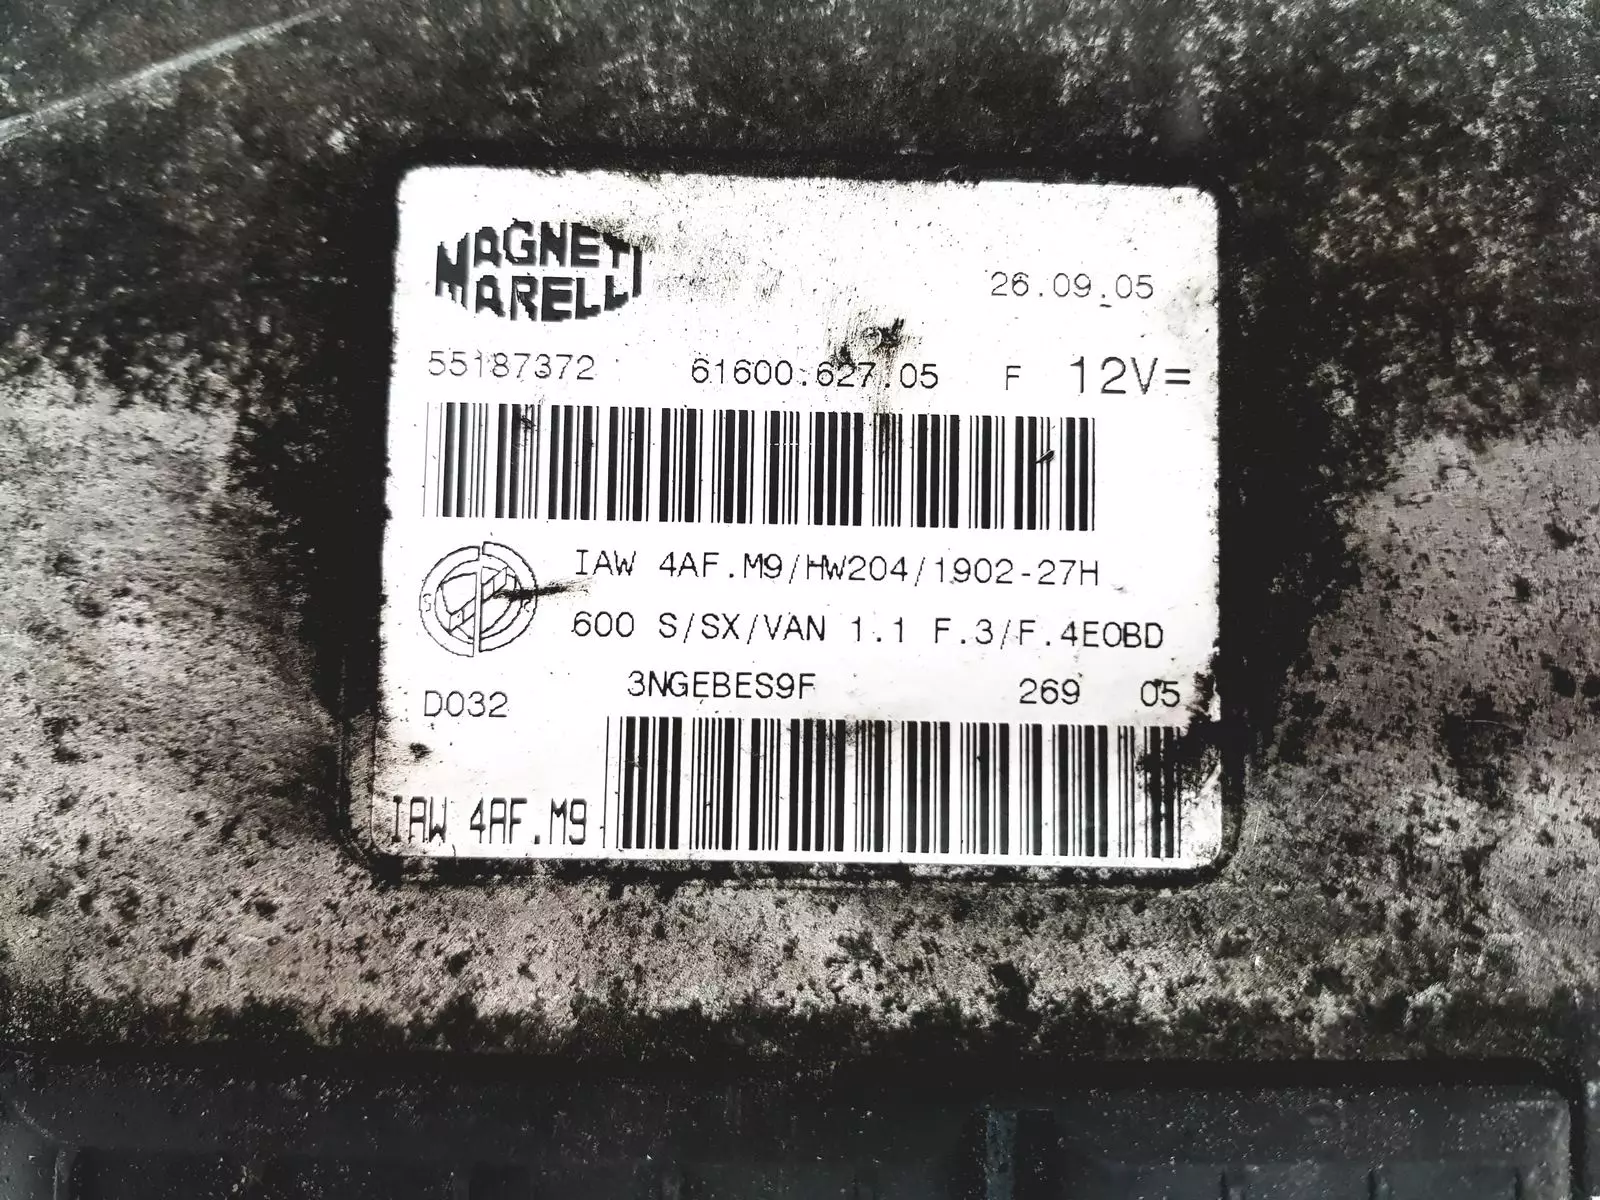 MAGNETI
MARELLI
26.09.05
55187372 61600.627.05 F 12V=
IAW 4AF.M9/HW204/1902-27H
600 S/SX/VAN 1.1 F.3/F.4EOBD
3NGEBES9F 269 05
D032
IAW 4AF.M9